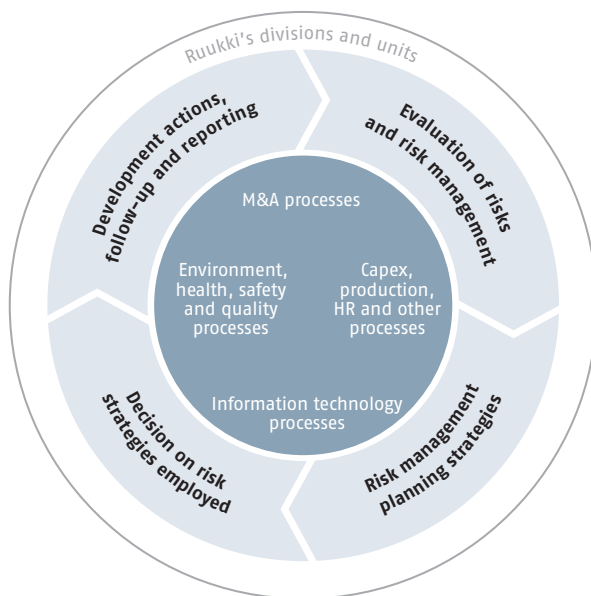 Ruukki's divisions and units
Development actions,
follow-up and reporting
Evaluation of risks
and risk management
M&A processes
Environment,
health, safety
and quality
processes
Capex,
production,
HR and other
processes
Information technology
processes
Decision on risk
strategies employed
Risk management
planning strategies